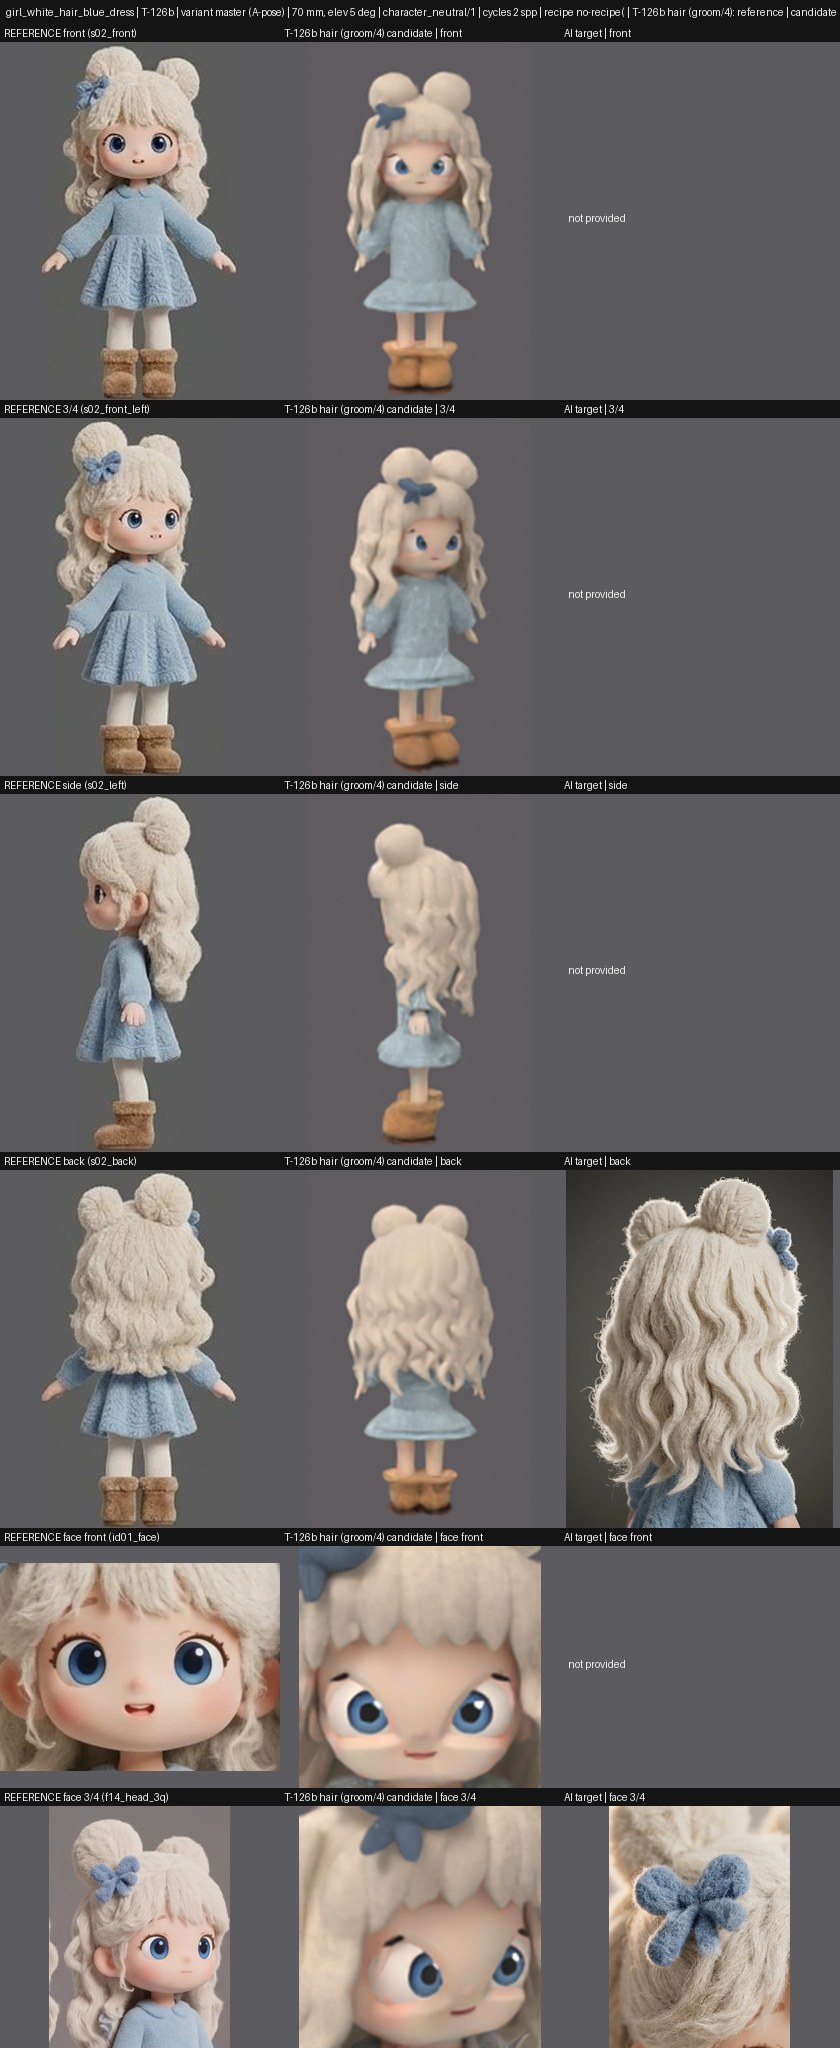 girl_white_hair_blue_dress | T-126b | variant master (A-pose) | 70 mm, elev 5 deg | character_neutral/1 | cycles 2 spp | recipe no-recipe( | T-126b hair (groom/4): reference | candidate
REFERENCE front (s02_front) T-126b hair (groom/4) candidate | front AI target | front
not provided
REFERENCE 3/4 (s02_front_left) T-126b hair (groom/4) candidate | 3/4 AI target | 3/4
not provided
REFERENCE side (s02_left) T-126b hair (groom/4) candidate | side AI target | side
not provided
REFERENCE back (s02_back) T-126b hair (groom/4) candidate | back AI target | back
REFERENCE face front (id01_face) T-126b hair (groom/4) candidate | face front AI target | face front
not provided
REFERENCE face 3/4 (f14_head_3q) T-126b hair (groom/4) candidate | face 3/4 AI target | face 3/4